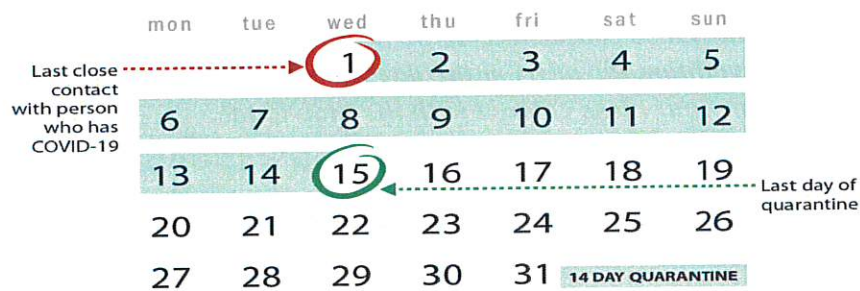 mon tue wed thu fri sat sun
1 2 3 4 5
Last close
contact
with person
who has
COVID-19
6 7 8 9 10 11 12
13 14 15 16 17 18 19
Last day of
quarantine
20 21 22 23 24 25 26
27 28 29 30 31 14 DAY QUARANTINE